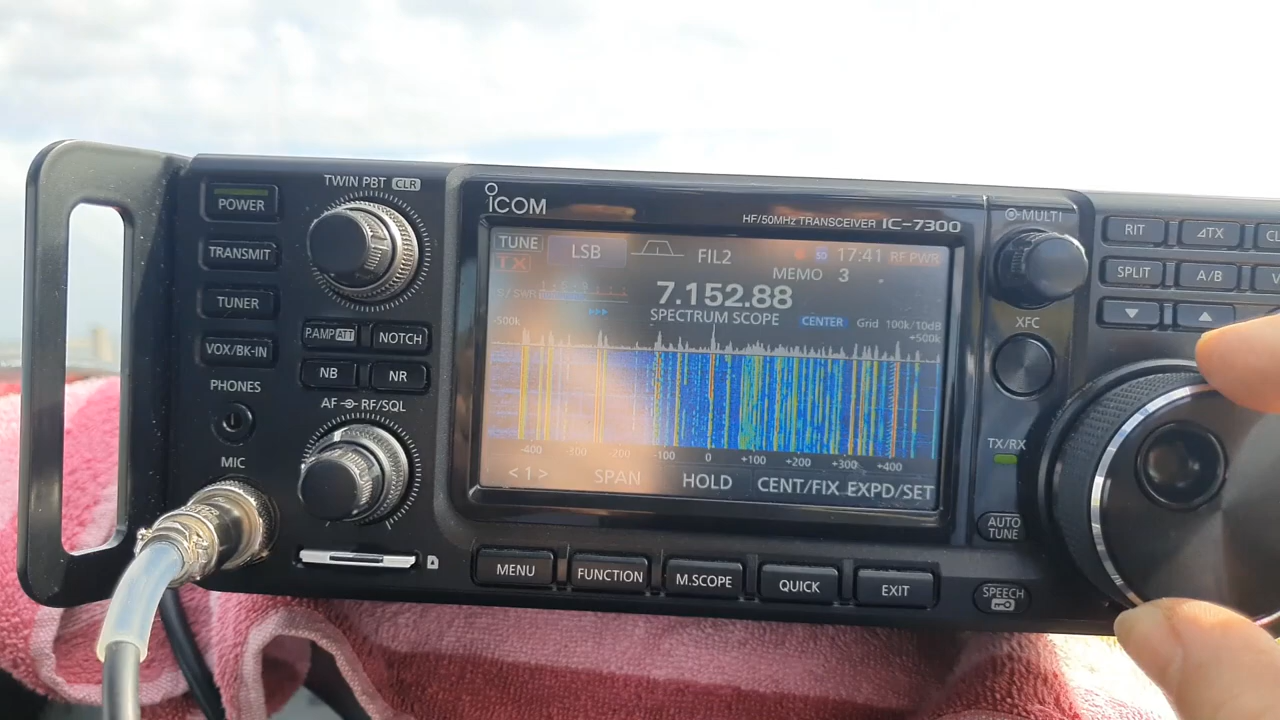 POWER
TRANSMIT
TUNER
VOX/BK-IN
PHONES
MIC
TWIN PBT CLR
P.AMP ATT
NOTCH
NB
NR
AF RF/SQL
ICOM
HF/50MHz TRANSCEIVER IC-7300
TUNE
TX
LSB
FIL2
17:41
RF PWR
MEMO 3
S/SWR
7.152.88
SPECTRUM SCOPE
CENTER
Grid 100k/10dB
-500k
+500k
-400 -300 -200 -100 0 +100 +200 +300 +400
<1>
SPAN
HOLD
CENT/FIX
EXPD/SET
MENU
FUNCTION
M.SCOPE
QUICK
EXIT
MULTI
XFC
TX/RX
AUTO
TUNE
SPEECH
RIT
⊿TX
CL
SPLIT
A/B
V